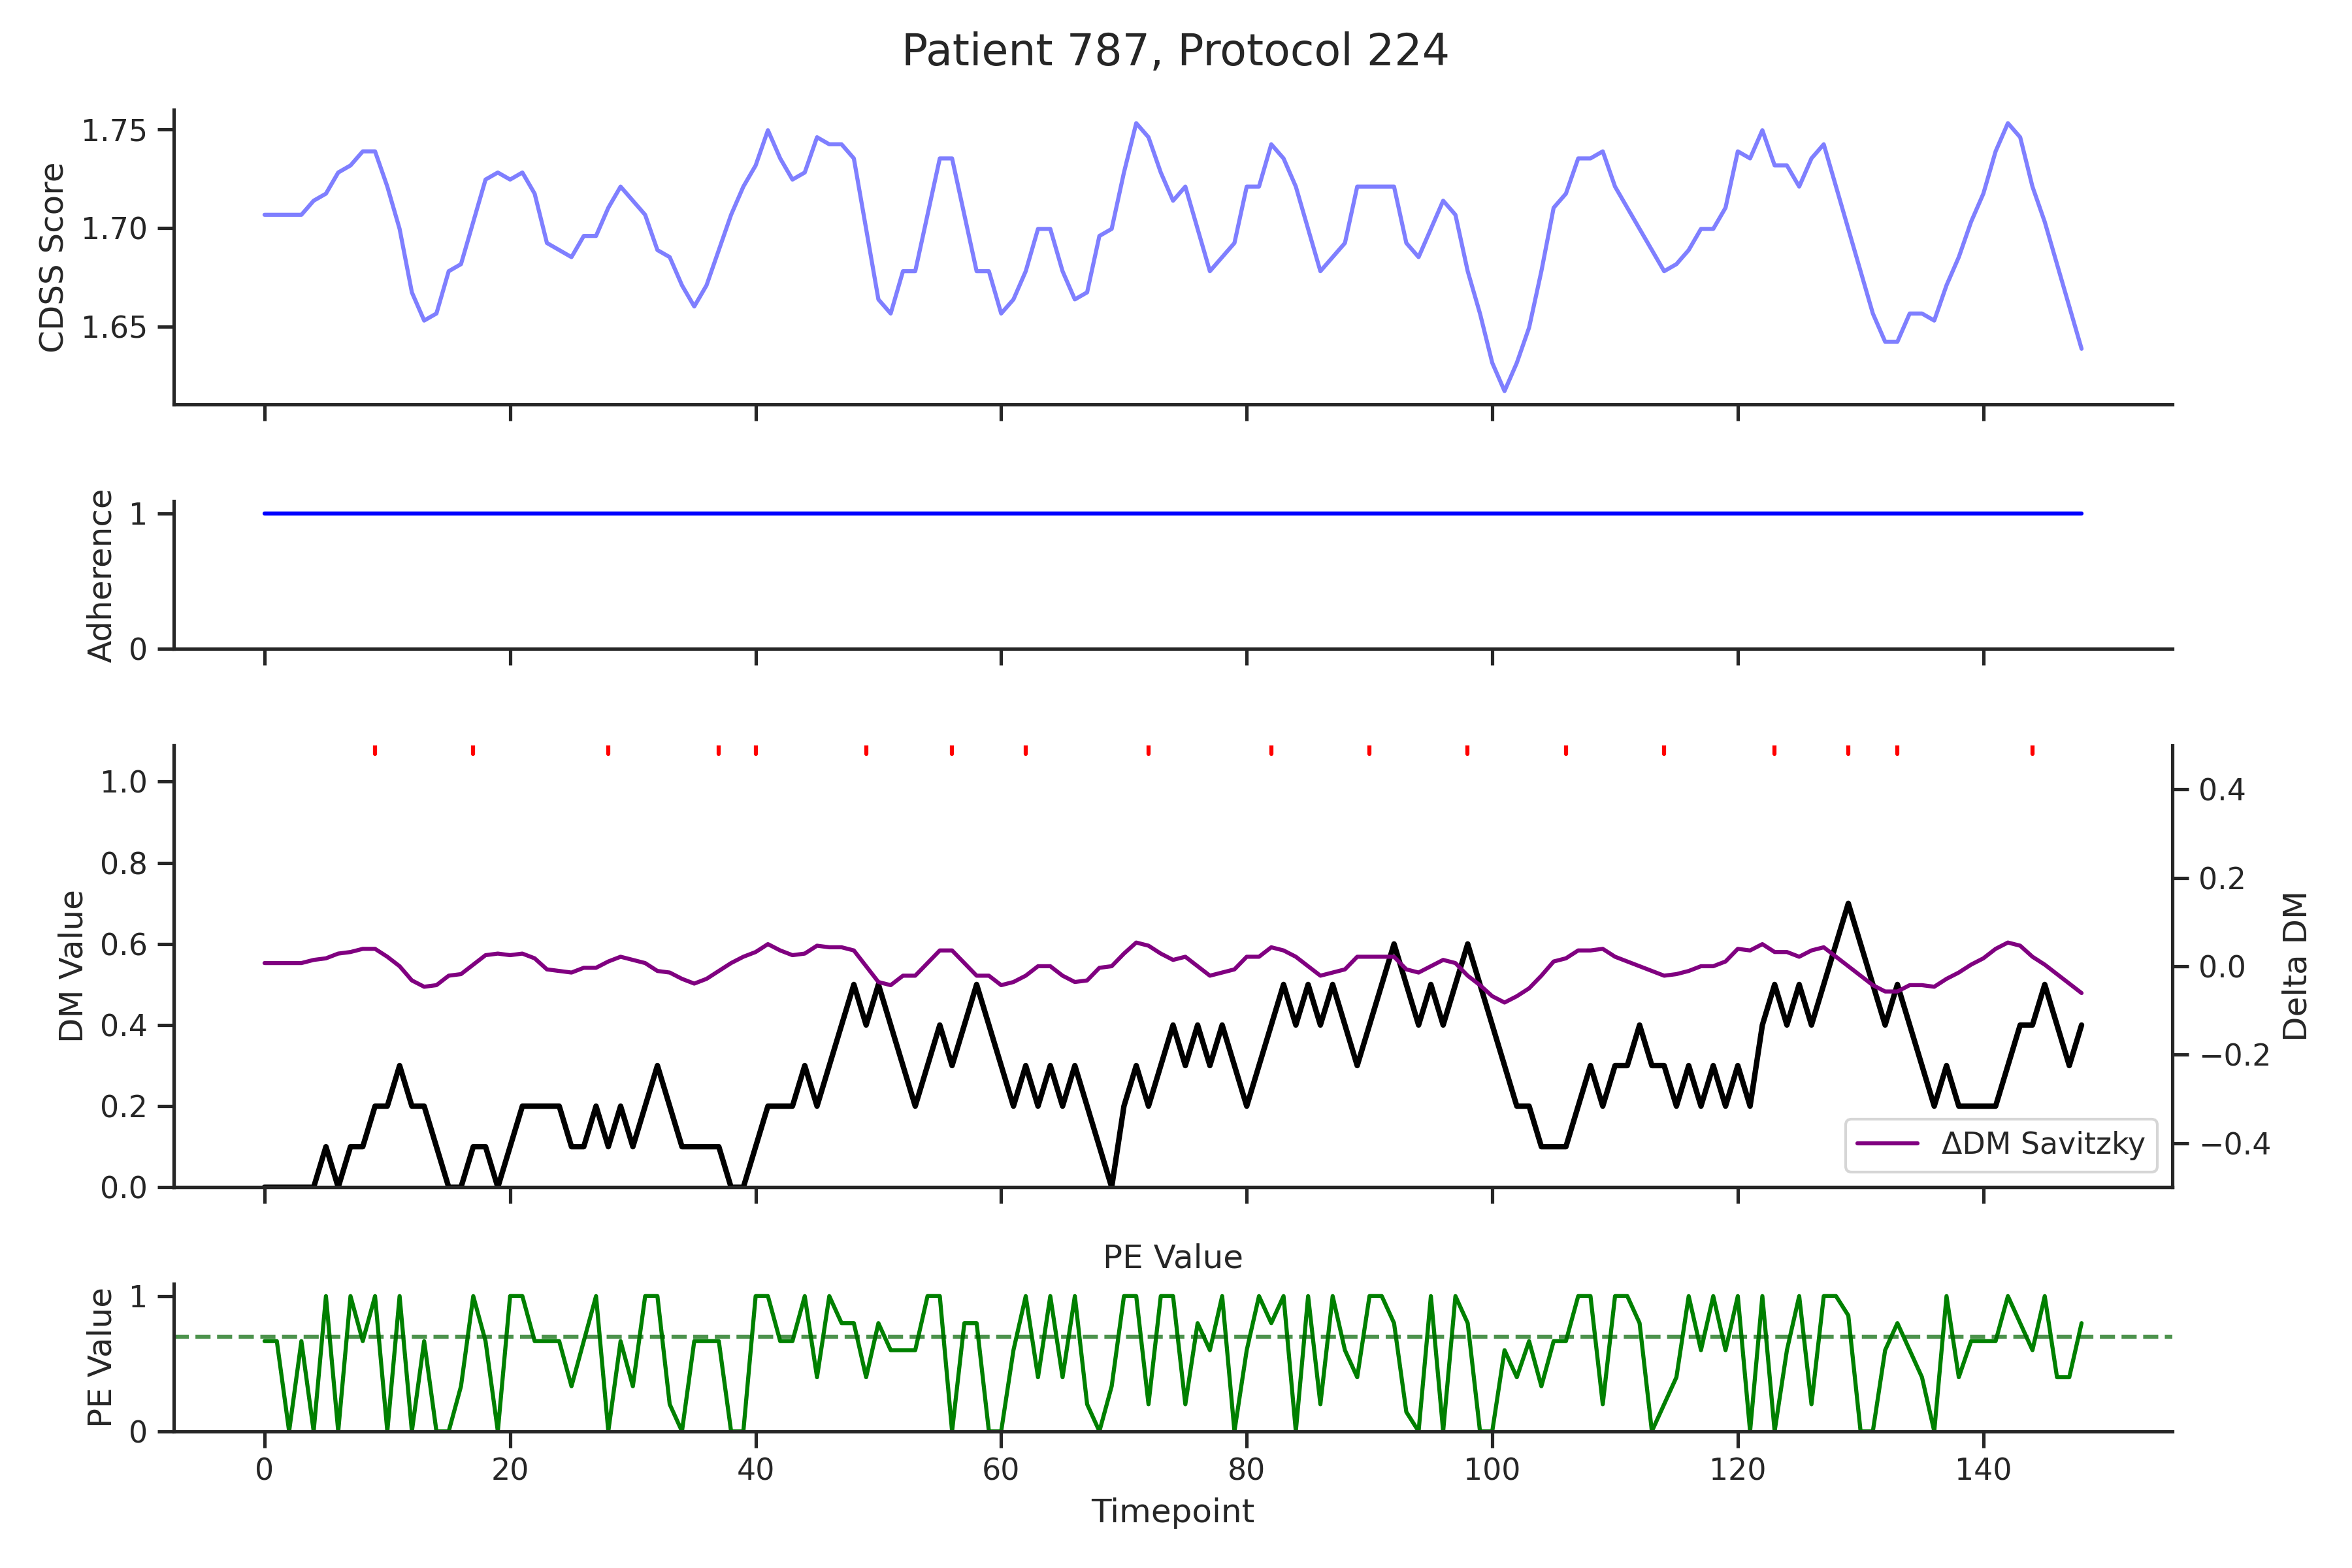 Patient 787, Protocol 224
CDSS Score
1.75
1.70
1.65
Adherence
1
0
DM Value
1.0
0.8
0.6
0.4
0.2
0.0
Delta DM
0.4
0.2
0.0
−0.2
−0.4
ΔDM Savitzky
PE Value
PE Value
1
0
0 20 40 60 80 100 120 140
Timepoint